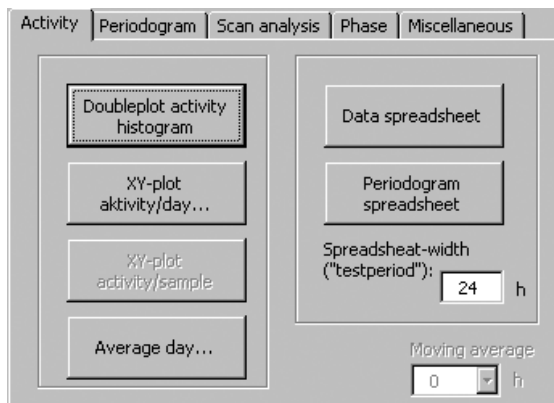 Activity Periodogram Scan analysis Phase Miscellaneous
Doubleplot activity
histogram
XY-plot
aktivity/day...
XY-plot
activity/sample
Average day...
Data spreadsheet
Periodogram
spreadsheet
Spreadsheat-width
("testperiod"):
24 h
Moving average
0 h